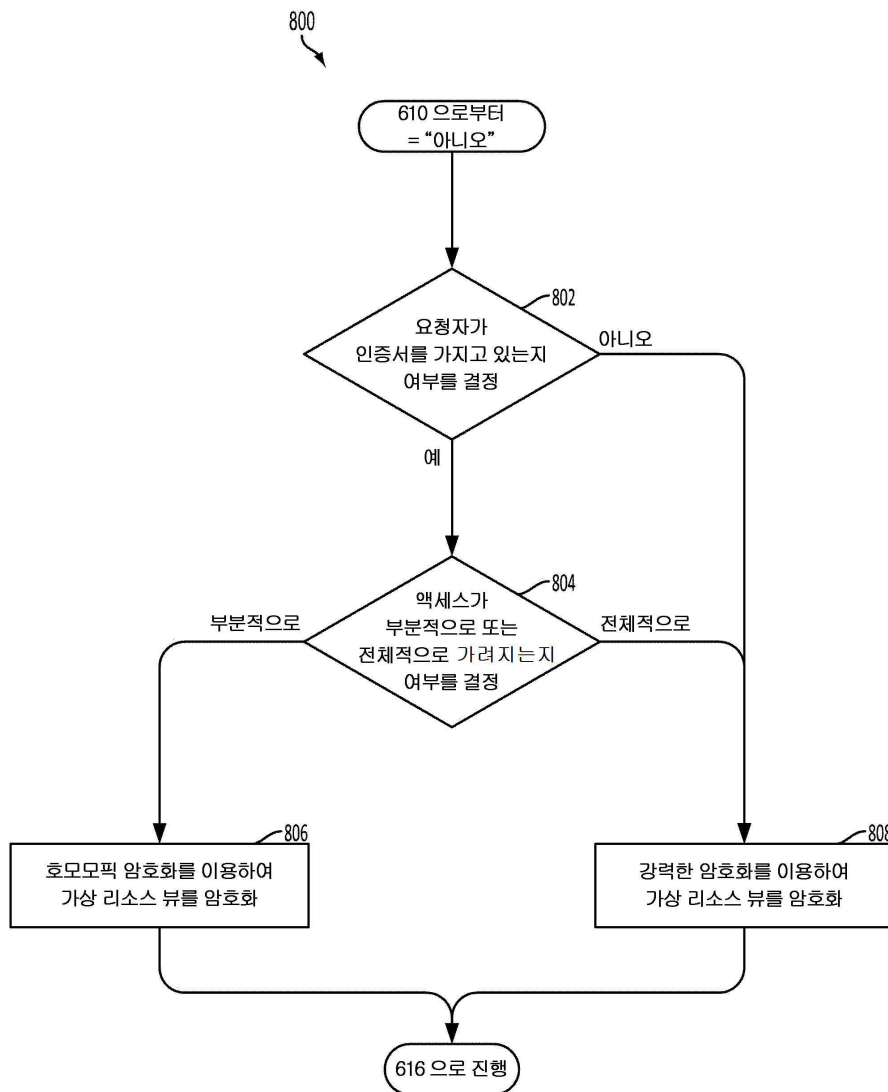 800
610 으로부터
= “아니오”
802
요청자가
인증서를 가지고 있는지
여부를 결정
아니오
예
804
액세스가
부분적으로 또는
전체적으로 가려지는지
여부를 결정
부분적으로
전체적으로
806
호모모픽 암호화를 이용하여
가상 리소스 뷰를 암호화
808
강력한 암호화를 이용하여
가상 리소스 뷰를 암호화
616 으로 진행